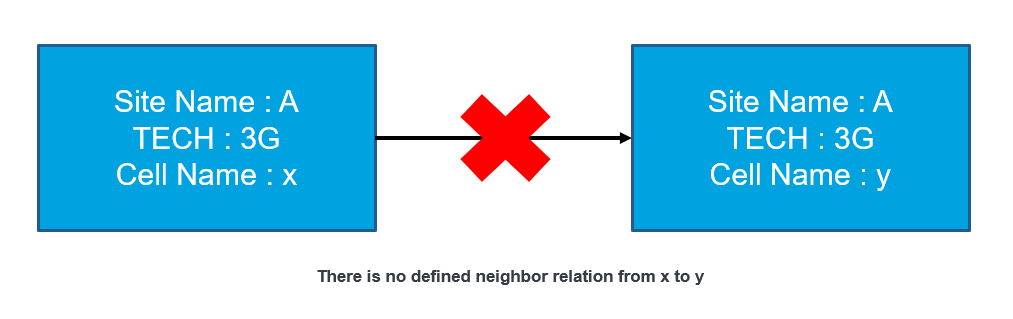 Site Name : A
TECH : 3G
Cell Name : x
Site Name : A
TECH : 3G
Cell Name : y
There is no defined neighbor relation from x to y